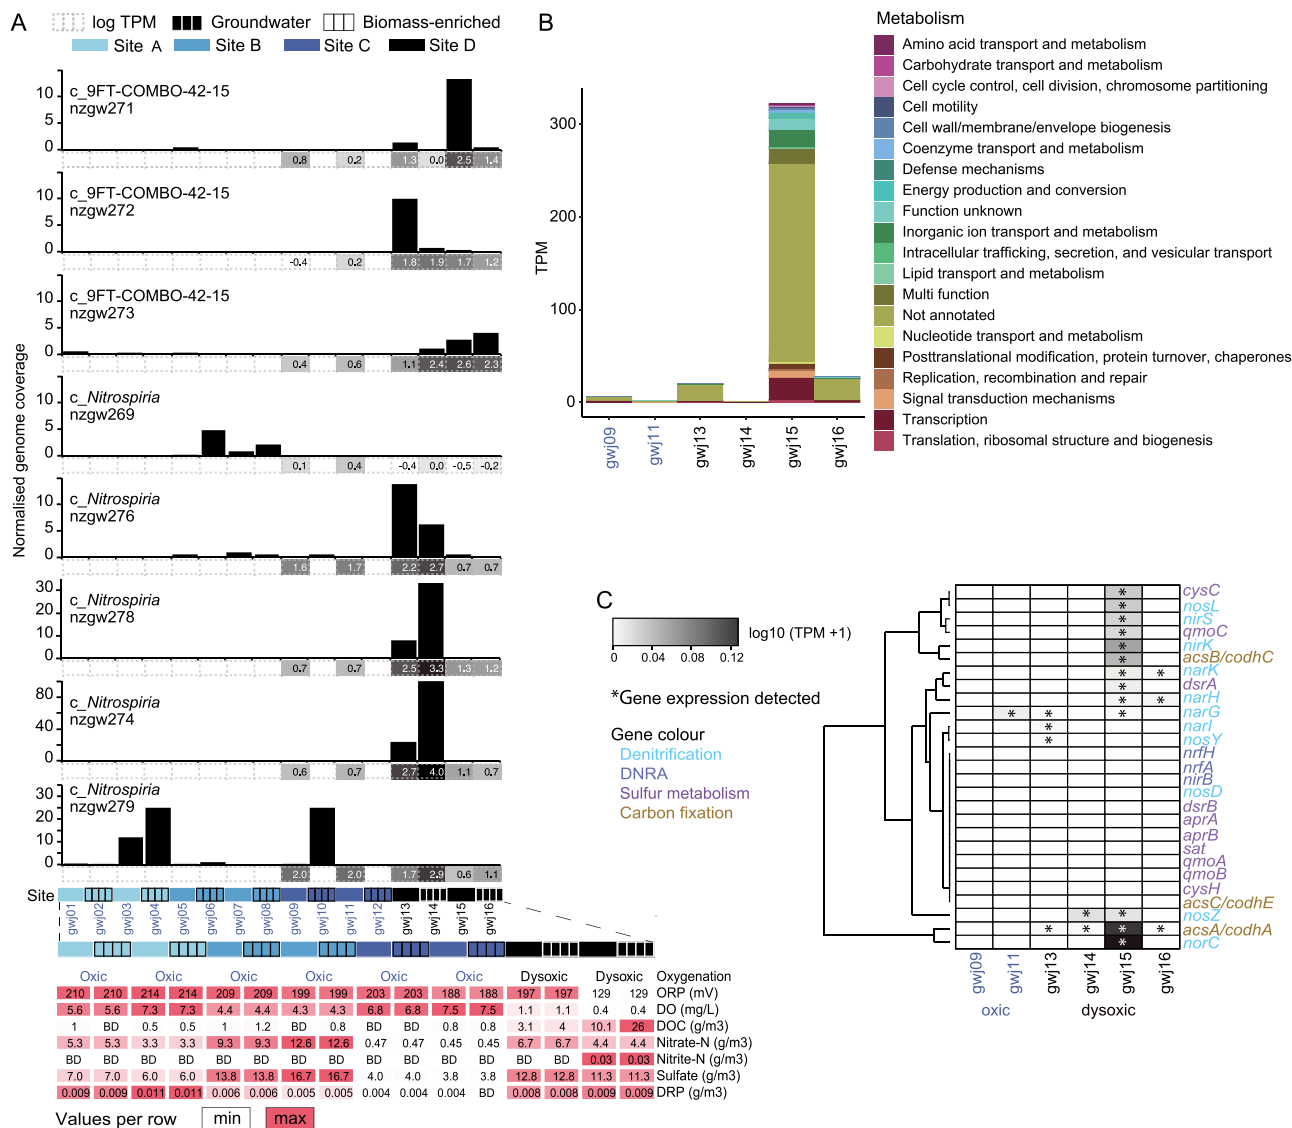 A
log TPM
Groundwater
Biomass-enriched
Site A
Site B
Site C
Site D
Normalised genome coverage
10
5
0
c_9FT-COMBO-42-15
nzgw271
0.8 0.2 1.3 0.0 2.5 1.4
10
5
0
c_9FT-COMBO-42-15
nzgw272
-0.4 0.2 1.8 1.9 1.7 1.2
10
5
0
c_9FT-COMBO-42-15
nzgw273
0.4 0.6 1.1 2.4 2.6 2.3
10
5
0
c_Nitrospiria
nzgw269
0.1 0.4 -0.4 0.0 -0.5 -0.2
10
5
0
c_Nitrospiria
nzgw276
1.6 1.7 2.2 2.7 0.7 0.7
30
20
10
0
c_Nitrospiria
nzgw278
0.7 0.7 2.5 3.3 1.3 1.2
80
40
0
c_Nitrospiria
nzgw274
0.6 0.7 2.7 4.0 1.1 0.7
30
20
10
0
c_Nitrospiria
nzgw279
2.0 2.0 1.7 2.9 0.6 1.1
Site
gwj01 gwj02 gwj03 gwj04 gwj05 gwj06 gwj07 gwj08 gwj09 gwj10 gwj11 gwj12 gwj13 gwj14 gwj15 gwj16
Oxic Oxic Oxic Oxic Oxic Oxic Dysoxic Dysoxic Oxygenation
210 210 214 214 209 209 199 199 203 203 188 188 197 197 129 129 ORP (mV)
5.6 5.6 7.3 7.3 4.4 4.4 4.3 4.3 6.8 6.8 7.5 7.5 1.1 1.1 0.4 0.4 DO (mg/L)
1 BD 0.5 0.5 1 1.2 BD 0.8 BD BD 0.8 0.8 3.1 4 10.1 26 DOC (g/m3)
5.3 5.3 3.3 3.3 9.3 9.3 12.6 12.6 0.47 0.47 0.45 0.45 6.7 6.7 4.4 4.4 Nitrate-N (g/m3)
BD BD BD BD BD BD BD BD BD BD BD BD BD BD 0.03 0.03 Nitrite-N (g/m3)
7.0 7.0 6.0 6.0 13.8 13.8 16.7 16.7 4.0 4.0 3.8 3.8 12.8 12.8 11.3 11.3 Sulfate (g/m3)
0.009 0.009 0.011 0.011 0.006 0.006 0.005 0.005 0.004 0.004 0.004 BD 0.008 0.008 0.009 0.009 DRP (g/m3)
Values per row min max
B
TPM
300
200
100
0
gwj09 gwj11 gwj13 gwj14 gwj15 gwj16
Metabolism
Amino acid transport and metabolism
Carbohydrate transport and metabolism
Cell cycle control, cell division, chromosome partitioning
Cell motility
Cell wall/membrane/envelope biogenesis
Coenzyme transport and metabolism
Defense mechanisms
Energy production and conversion
Function unknown
Inorganic ion transport and metabolism
Intracellular trafficking, secretion, and vesicular transport
Lipid transport and metabolism
Multi function
Not annotated
Nucleotide transport and metabolism
Posttranslational modification, protein turnover, chaperones
Replication, recombination and repair
Signal transduction mechanisms
Transcription
Translation, ribosomal structure and biogenesis
C
log10 (TPM +1)
0 0.04 0.08 0.12
*Gene expression detected
Gene colour
Denitrification
DNRA
Sulfur metabolism
Carbon fixation
* cysC
* nosL
* nirS
* qmoC
* nirK
* acsB/codhC
* * narK
* dsrA
* * narH
* * * narG
* narI
* nosY
nrfH
nrfA
nirB
nosD
dsrB
aprA
aprB
sat
qmoA
qmoB
cysH
acsC/codhE
* * nosZ
* * * * acsA/codhA
* norC
gwj09 gwj11 gwj13 gwj14 gwj15 gwj16
oxic dysoxic